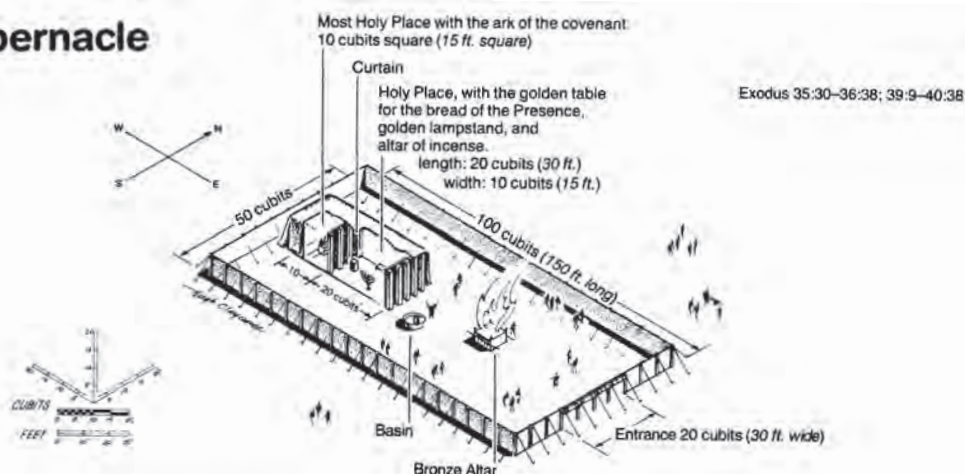 bernacle
Most Holy Place with the ark of the covenant
10 cubits square (15 ft. square)
Curtain
Holy Place, with the golden table
for the bread of the Presence,
golden lampstand, and
altar of incense.
length: 20 cubits (30 ft.)
width: 10 cubits (15 ft.)
Exodus 35:30–36:38; 39:9–40:38
W
N
S
E
50 cubits
100 cubits (150 ft. long)
10
20 cubits
CUBITS
FEET
Basin
Bronze Altar
Entrance 20 cubits (30 ft. wide)